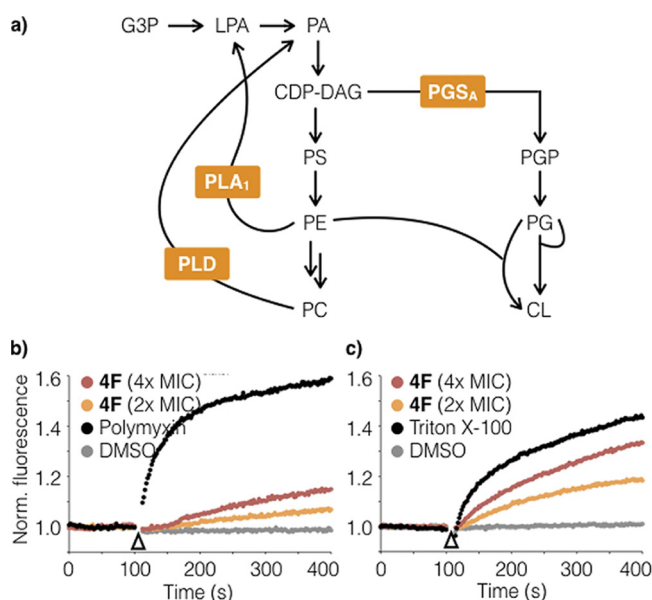 a)
G3P LPA PA
CDP-DAG PGSA
PS PGP
PLA1
PE PG
PLD
PC CL
b)
Norm. fluorescence
1.6
1.4
1.2
1.0
4F (4x MIC)
4F (2x MIC)
Polymyxin
DMSO
0 100 200 300 400
Time (s)
c)
1.6
1.4
1.2
1.0
4F (4x MIC)
4F (2x MIC)
Triton X-100
DMSO
0 100 200 300 400
Time (s)